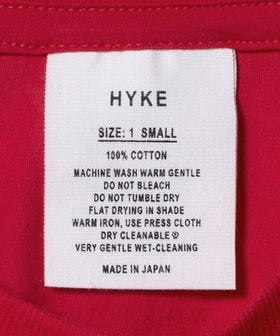 HYKE
SIZE: 1 SMALL
100% COTTON
MACHINE WASH WARM GENTLE
DO NOT BLEACH
DO NOT TUMBLE DRY
FLAT DRYING IN SHADE
WARM IRON, USE PRESS CLOTH
DRY CLEANABLE Ⓟ
VERY GENTLE WET-CLEANING
MADE IN JAPAN